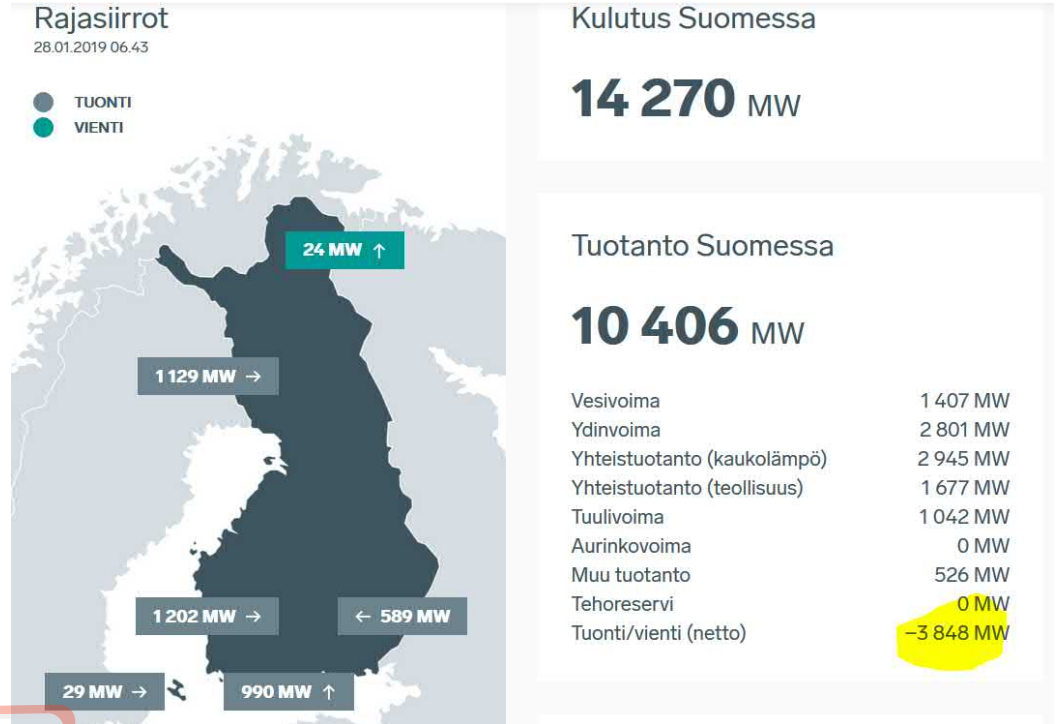 Rajasiirrot
28.01.2019 06.43
TUONTI
VIENTI
24 MW ↑
1 129 MW →
1 202 MW →
← 589 MW
29 MW →
990 MW ↑
Kulutus Suomessa
14 270 MW
Tuotanto Suomessa
10 406 MW
Vesivoima 1 407 MW
Ydinvoima 2 801 MW
Yhteistuotanto (kaukolämpö) 2 945 MW
Yhteistuotanto (teollisuus) 1 677 MW
Tuulivoima 1 042 MW
Aurinkovoima 0 MW
Muu tuotanto 526 MW
Tehoreservi 0 MW
Tuonti/vienti (netto) −3 848 MW